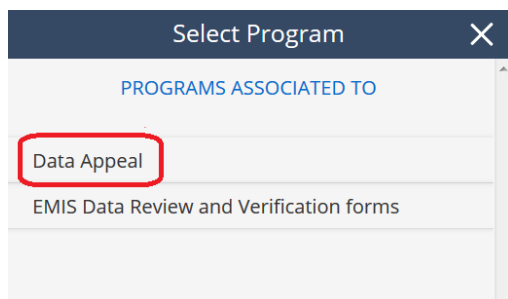 Select Program
PROGRAMS ASSOCIATED TO
Data Appeal
EMIS Data Review and Verification forms